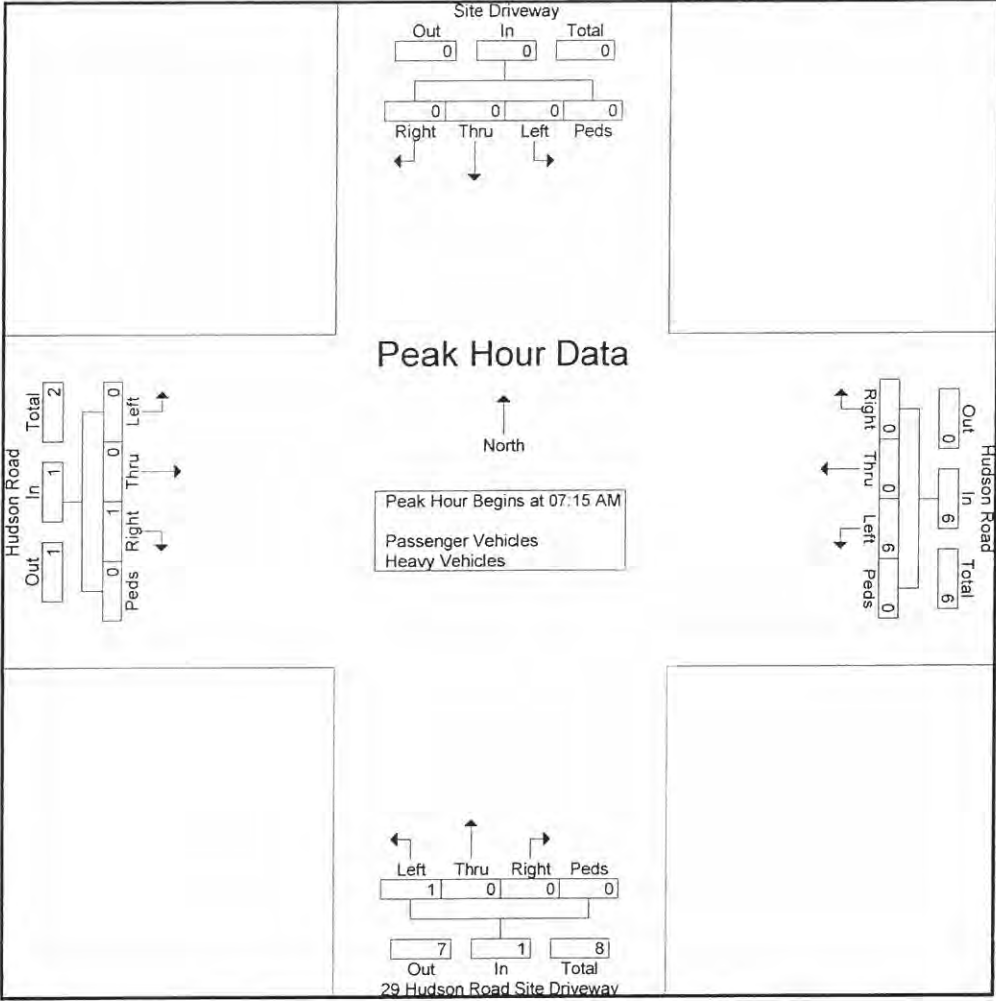 Site Driveway
Out In Total
0 0 0
0 0 0 0
Right Thru Left Peds
Peak Hour Data
North
Peak Hour Begins at 07:15 AM
Passenger Vehicles
Heavy Vehicles
Hudson Road
Out In Total
1 1 2
Left Thru Right Peds
0 0 1 0
Hudson Road
Out In Total
0 6 6
Right Thru Left Peds
0 0 6 0
Left Thru Right Peds
1 0 0 0
7 1 8
Out In Total
29 Hudson Road Site Driveway